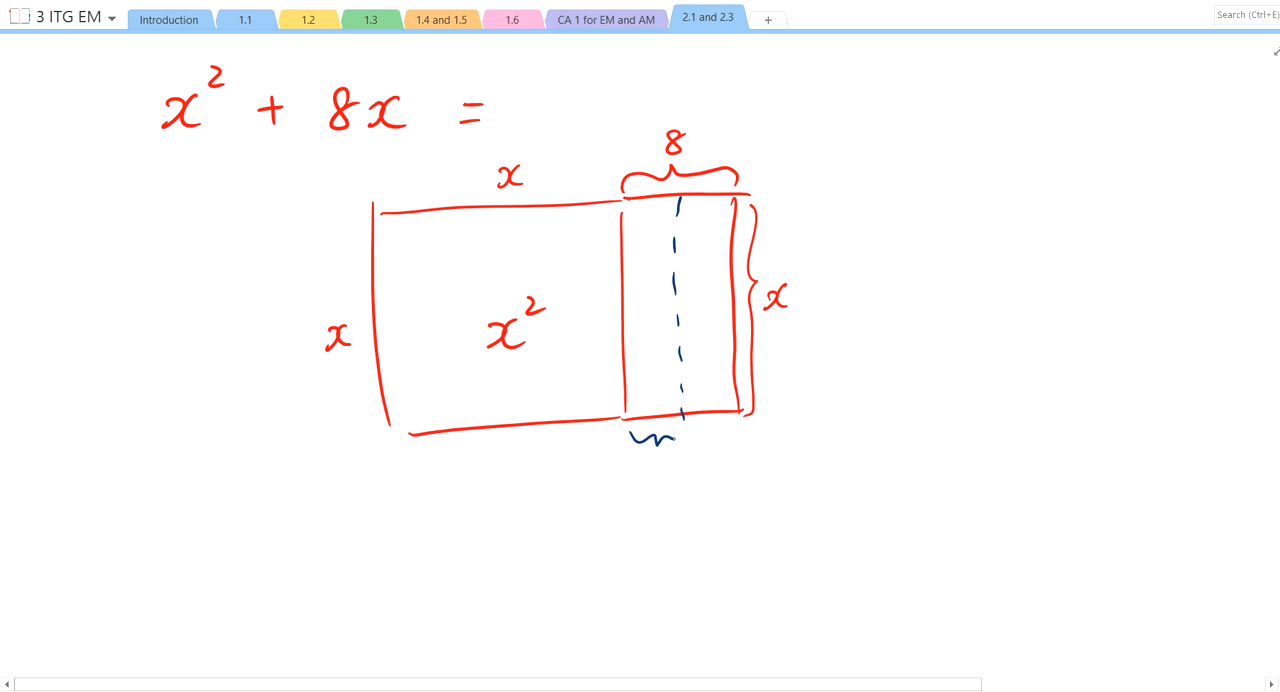 3 ITG EM
Introduction
1.1
1.2
1.3
1.4 and 1.5
1.6
CA 1 for EM and AM
2.1 and 2.3
+
Search (Ctrl+E)
x² + 8x =
8
x
x
x²
x